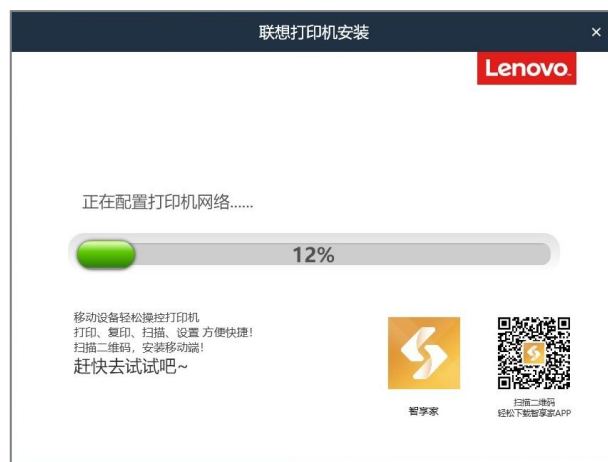 联想打印机安装
×
Lenovo.
正在配置打印机网络......
12%
移动设备轻松操控打印机
打印、复印、扫描、设置 方便快捷!
扫描二维码，安装移动端!
赶快去试试吧~
智享家
扫描二维码
轻松下载智享家APP